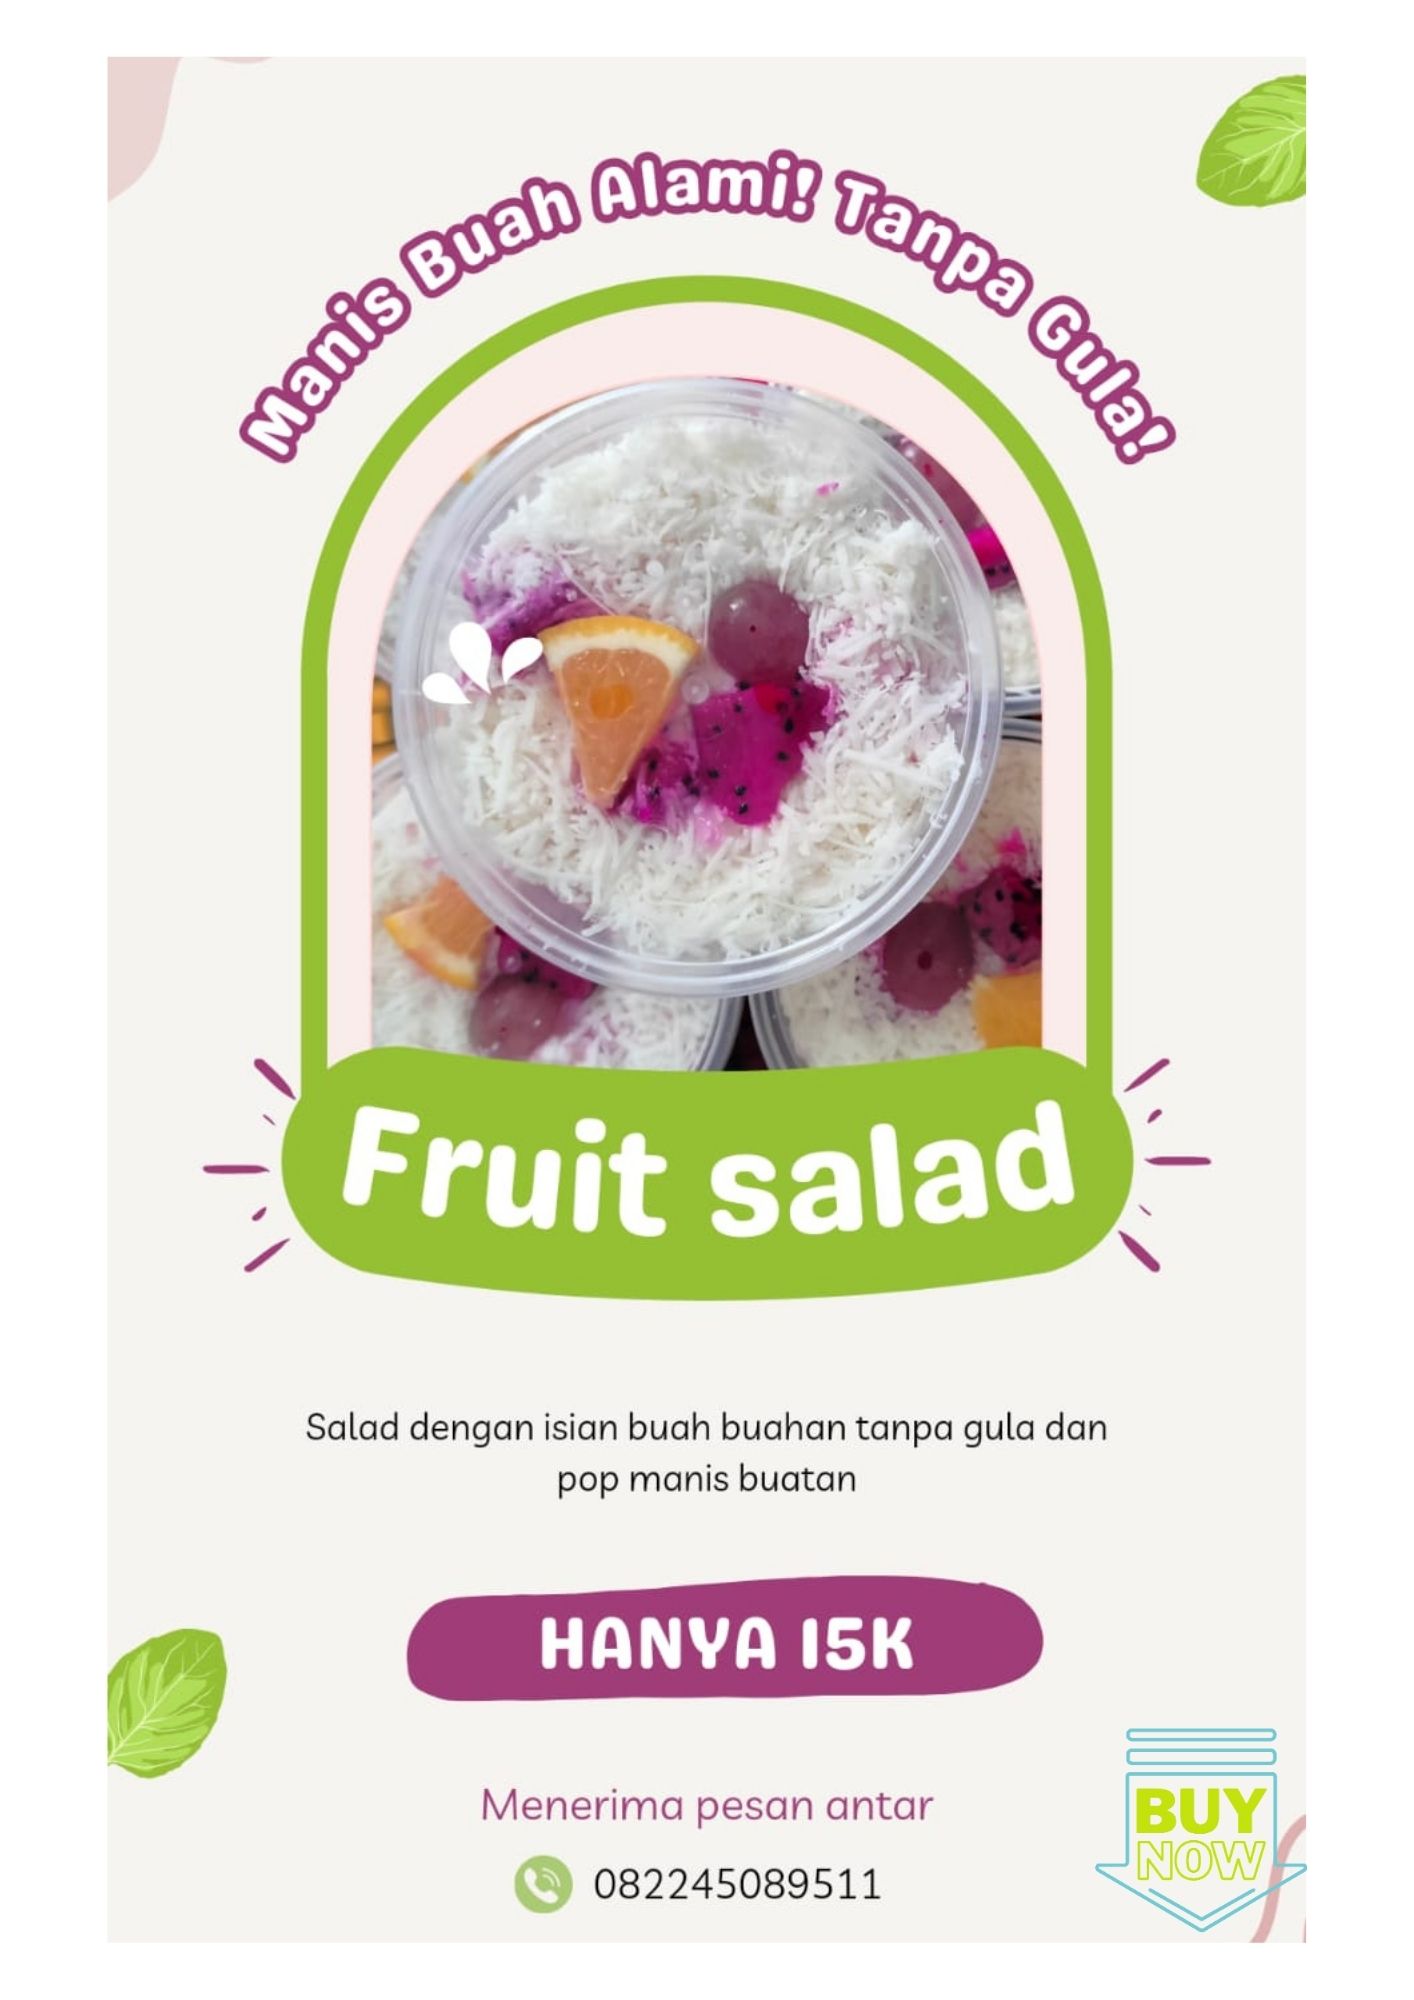 Manis Buah Alami! Tanpa Gula!
Fruit salad
Salad dengan isian buah buahan tanpa gula dan
pop manis buatan
HANYA 15K
Menerima pesan antar
082245089511
BUY
NOW